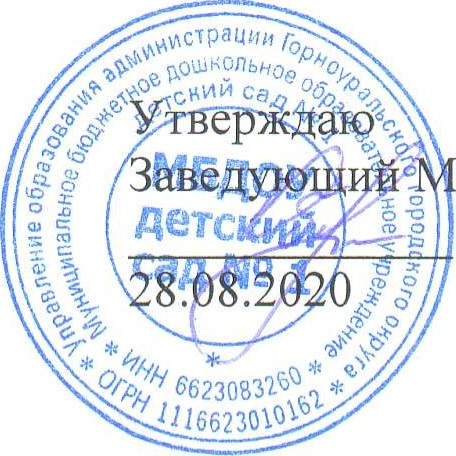 Утверждаю
Заведующий М
28.08.2020
Управление образования администрации Горноуральского городского округа *
Муниципальное бюджетное дошкольное образовательное учреждение
детский сад №1
* ИНН 6623083260 *
* ОГРН 1116623010162 *
МБДОУ
детский
сад № 1
*